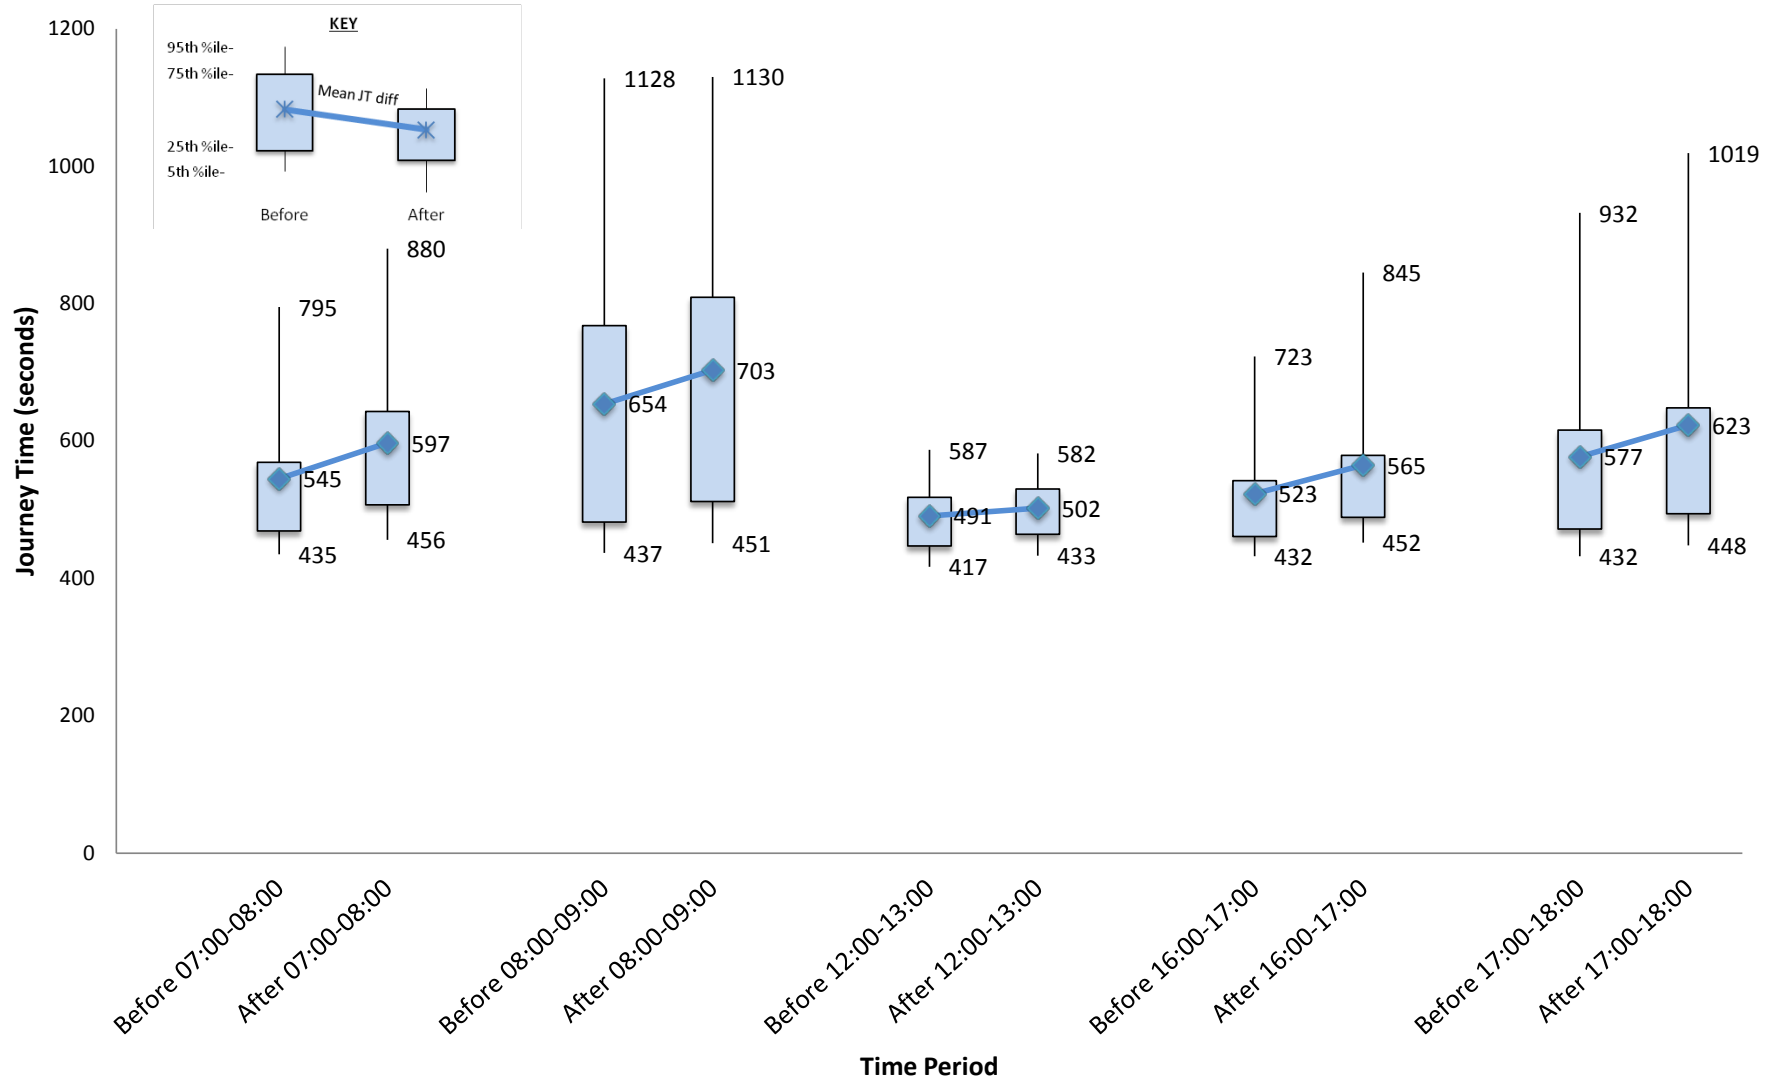 KEY
95th %ile-
75th %ile-
Mean JT diff
25th %ile-
5th %ile-
Before
After
Journey Time (seconds)
1200
1000
800
600
400
200
0
795
545
435
880
597
456
1128
654
437
1130
703
451
587
491
417
582
502
433
723
523
432
845
565
452
932
577
432
1019
623
448
Before 07:00-08:00
After 07:00-08:00
Before 08:00-09:00
After 08:00-09:00
Before 12:00-13:00
After 12:00-13:00
Before 16:00-17:00
After 16:00-17:00
Before 17:00-18:00
After 17:00-18:00
Time Period